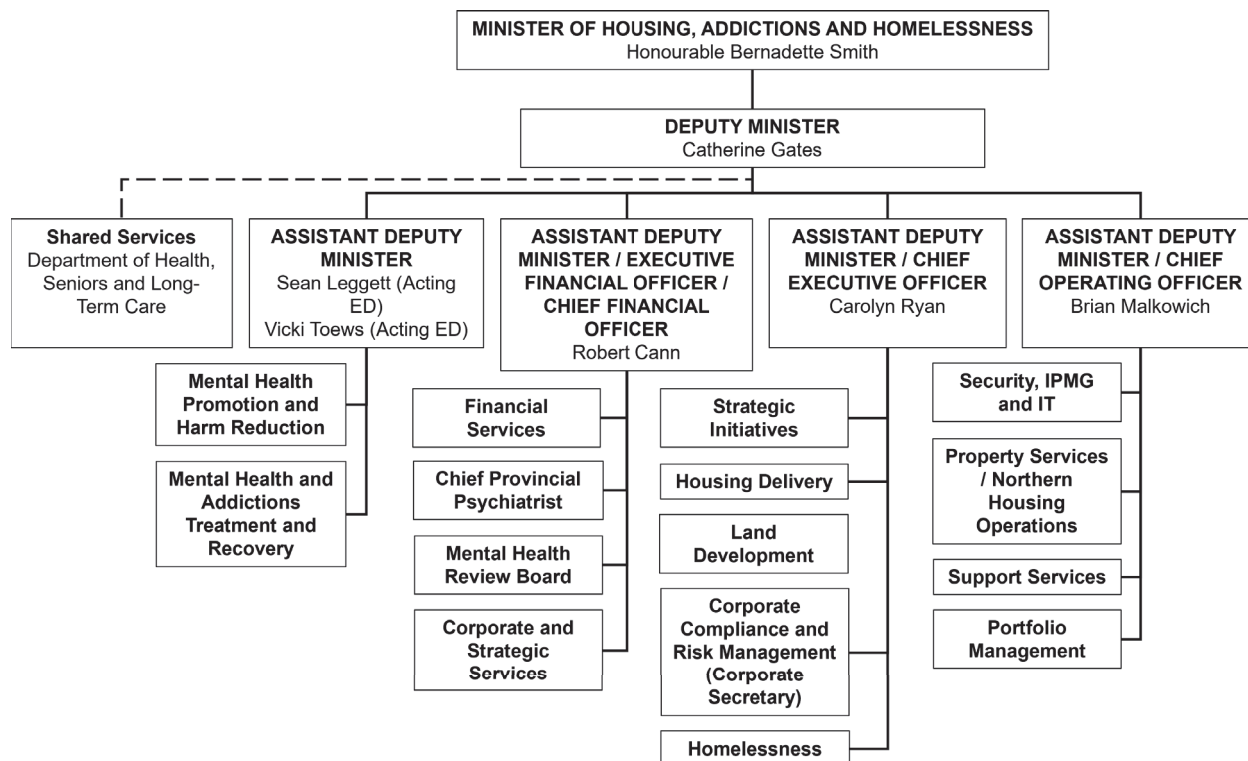 MINISTER OF HOUSING, ADDICTIONS AND HOMELESSNESS
Honourable Bernadette Smith
DEPUTY MINISTER
Catherine Gates
Shared Services
Department of Health,
Seniors and Long-
Term Care
ASSISTANT DEPUTY
MINISTER
Sean Leggett (Acting
ED)
Vicki Toews (Acting ED)
Mental Health
Promotion and
Harm Reduction
Mental Health and
Addictions
Treatment and
Recovery
ASSISTANT DEPUTY
MINISTER / EXECUTIVE
FINANCIAL OFFICER /
CHIEF FINANCIAL
OFFICER
Robert Cann
Financial
Services
Chief Provincial
Psychiatrist
Mental Health
Review Board
Corporate and
Strategic
Services
ASSISTANT DEPUTY
MINISTER / CHIEF
EXECUTIVE OFFICER
Carolyn Ryan
Strategic
Initiatives
Housing Delivery
Land
Development
Corporate
Compliance and
Risk Management
(Corporate
Secretary)
Homelessness
ASSISTANT DEPUTY
MINISTER / CHIEF
OPERATING OFFICER
Brian Malkowich
Security, IPMG
and IT
Property Services
/ Northern
Housing
Operations
Support Services
Portfolio
Management